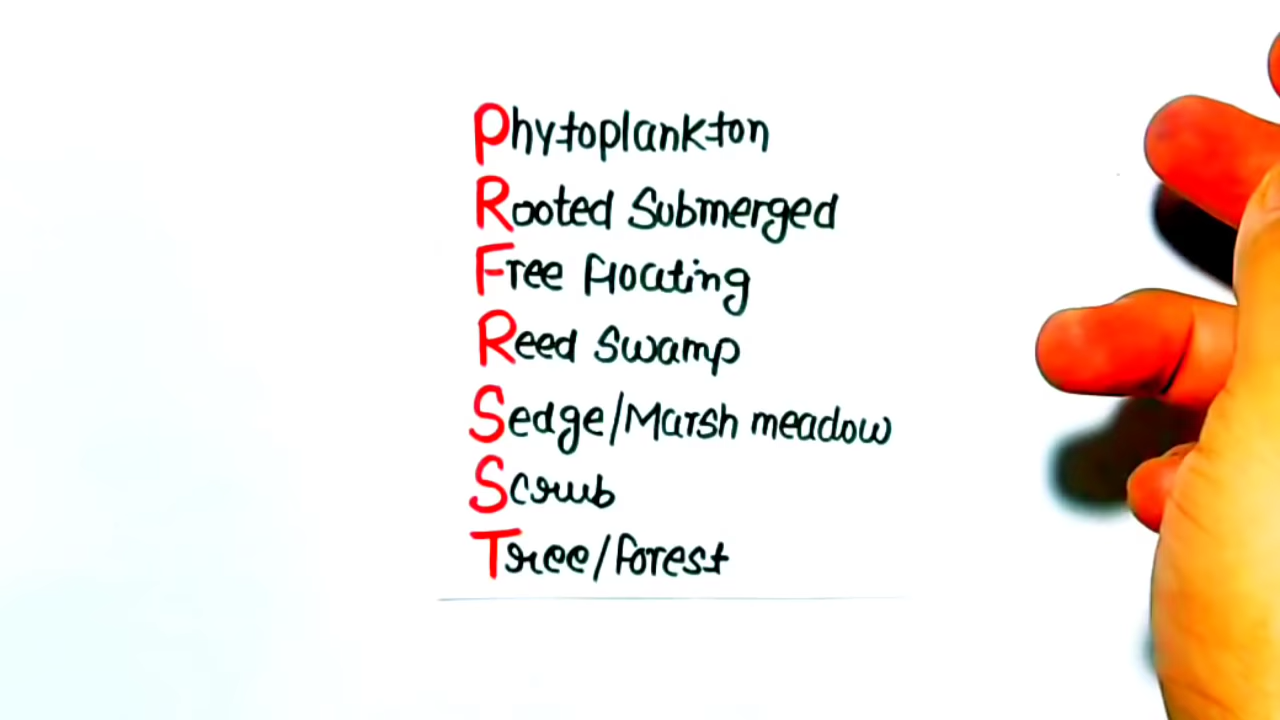 Phytoplankton
Rooted Submerged
Free floating
Reed Swamp
Sedge/Marsh meadow
Scrub
Tree/forest